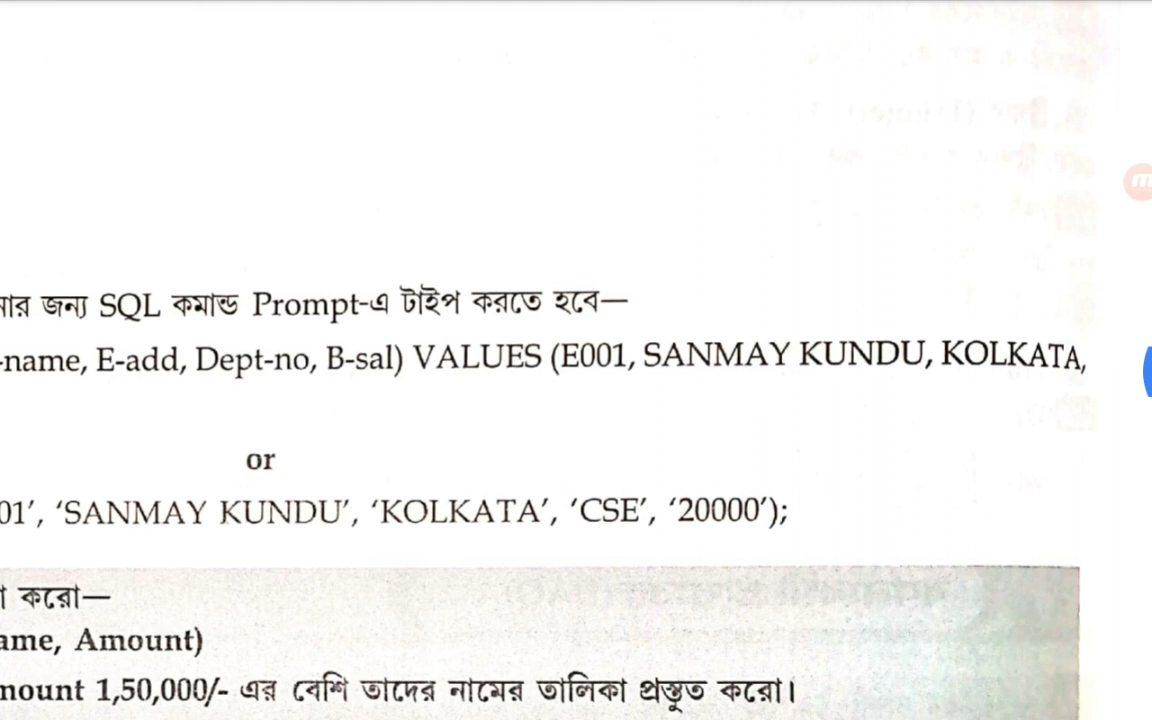 জন্য SQL কমান্ড Prompt-এ টাইপ করতে হবে—
-name, E-add, Dept-no, B-sal) VALUES (E001, SANMAY KUNDU, KOLKATA,
or
01’, ‘SANMAY KUNDU’, ‘KOLKATA’, ‘CSE’, ‘20000’);
করো—
ame, Amount)
mount 1,50,000/- এর বেশি তাদের নামের তালিকা প্রস্তুত করো।